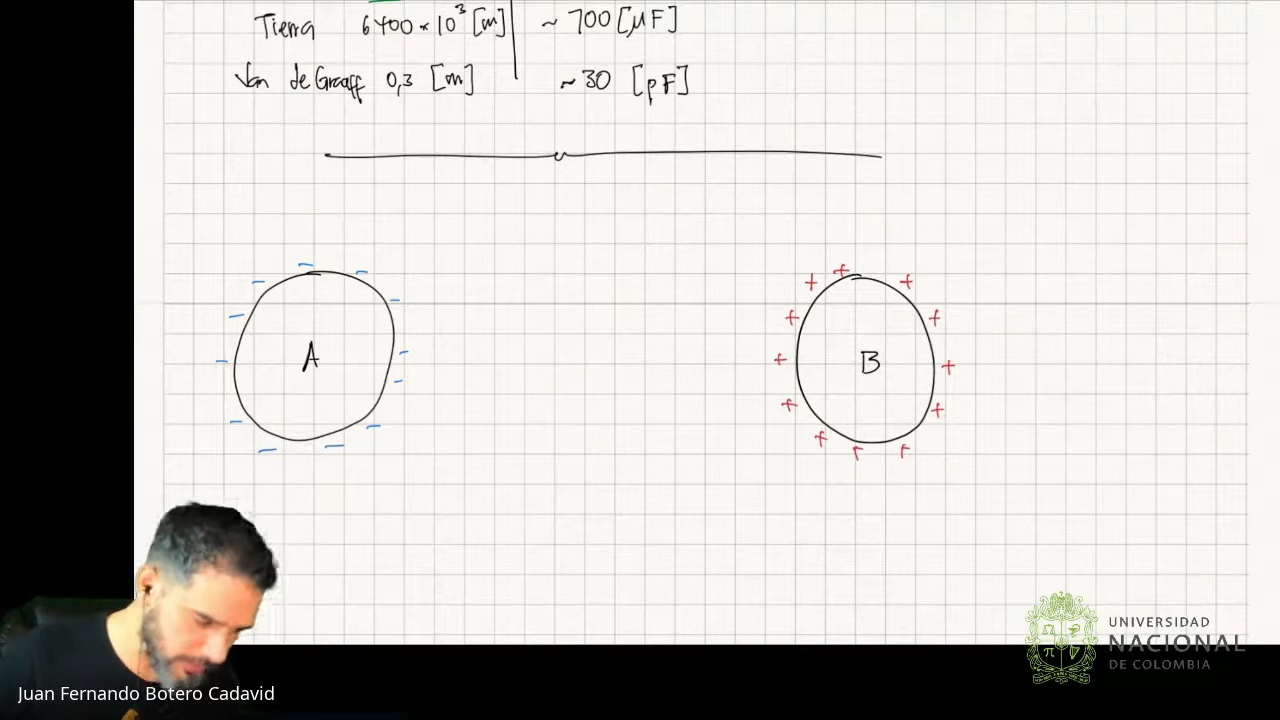 Tierra 6400×10³ [m] ~ 700 [μF]
Van de Graaff 0,3 [m] ~30 [pF]
- - - - - - - - - - - - - -
+ + + + + + + + + + + + + +
A B
UNIVERSIDAD
NACIONAL
DE COLOMBIA
Juan Fernando Botero Cadavid